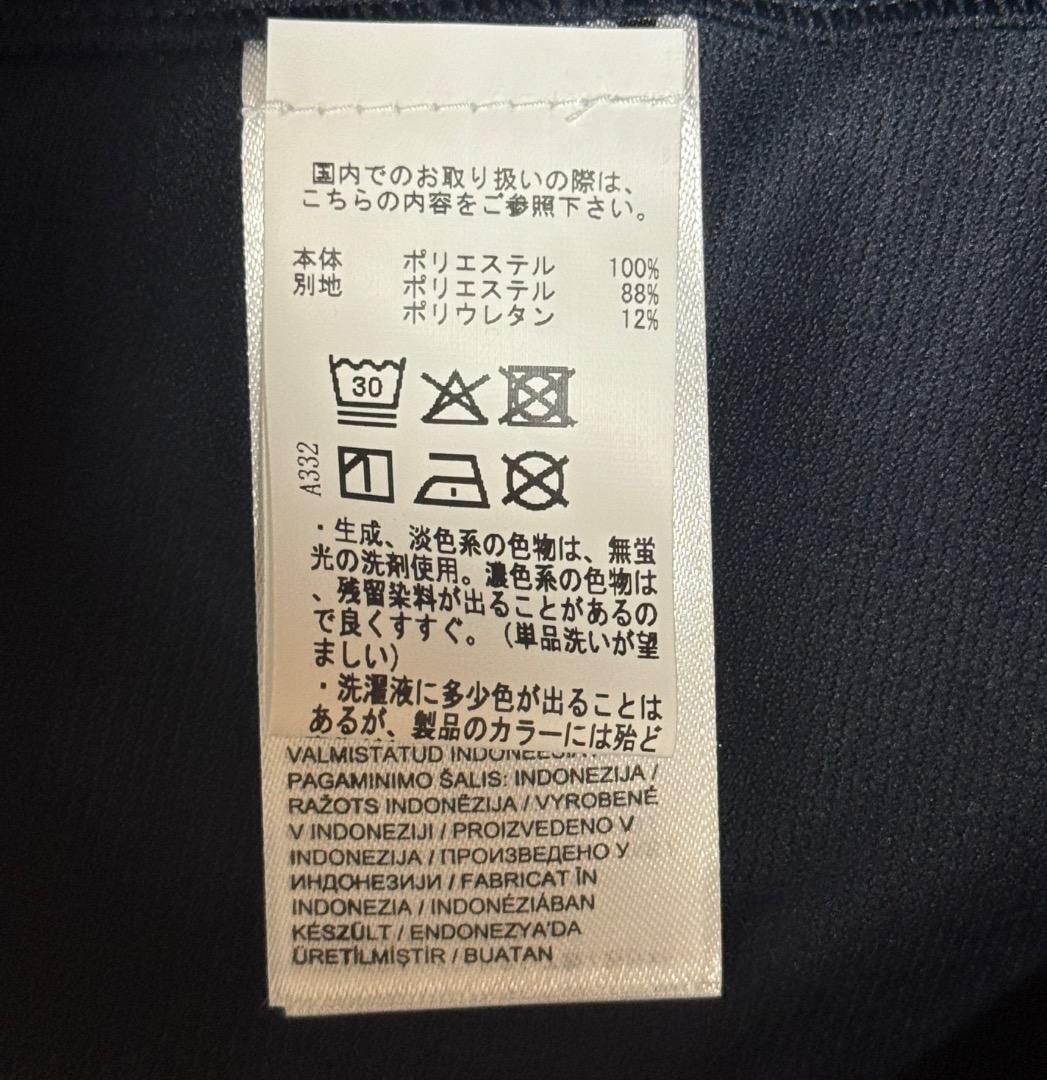 国内でのお取り扱いの際は、
こちらの内容をご参照下さい。
本体 ポリエステル 100%
別地 ポリエステル 88%
ポリウレタン 12%
30
A332
・生成、淡色系の色物は、無蛍
光の洗剤使用。濃色系の色物は
、残留染料が出ることがあるの
で良くすすぐ。(単品洗いが望
ましい)
・洗濯液に多少色が出ることは
あるが、製品のカラーには殆ど
VALMISTATUD
PAGAMINIMO ŠALIS: INDONEZIJA /
RAŽOTS INDONĒZIJA / VYROBENÉ
V INDONEZIJI / PROIZVEDENO V
INDONEZIJA / ПРОИЗВЕДЕНО У
ИНДОНЕЗИЈИ / FABRICAT ÎN
INDONEZIA / INDONÉZIÁBAN
KÉSZÜLT / ENDONEZYA'DA
ÜRETİLMİŞTİR / BUATAN